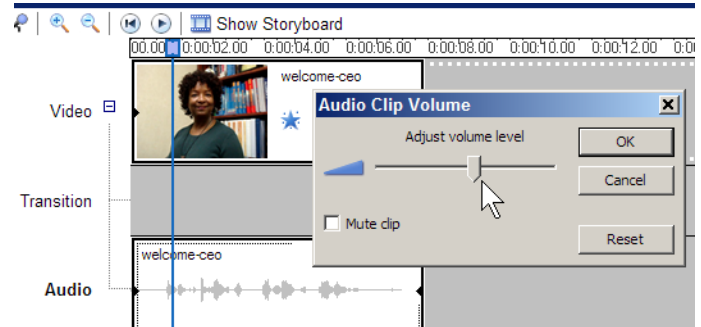 Show Storyboard
00.00 0:00:02.00 0:00:04.00 0:00:06.00 0:00:08.00 0:00:10.00 0:00:12.00 0:0
Video
welcome-ceo
Audio Clip Volume
Adjust volume level
OK
Cancel
Mute clip
Reset
Transition
welcome-ceo
Audio